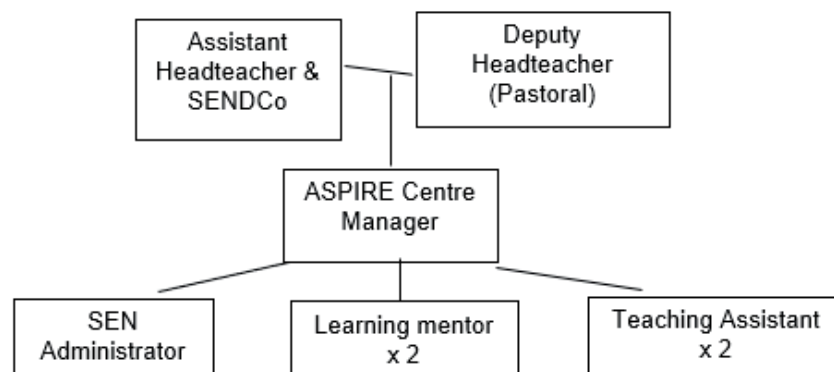 Assistant
Headteacher &
SENDCo
Deputy
Headteacher
(Pastoral)
ASPIRE Centre
Manager
SEN
Administrator
Learning mentor
x 2
Teaching Assistant
x 2